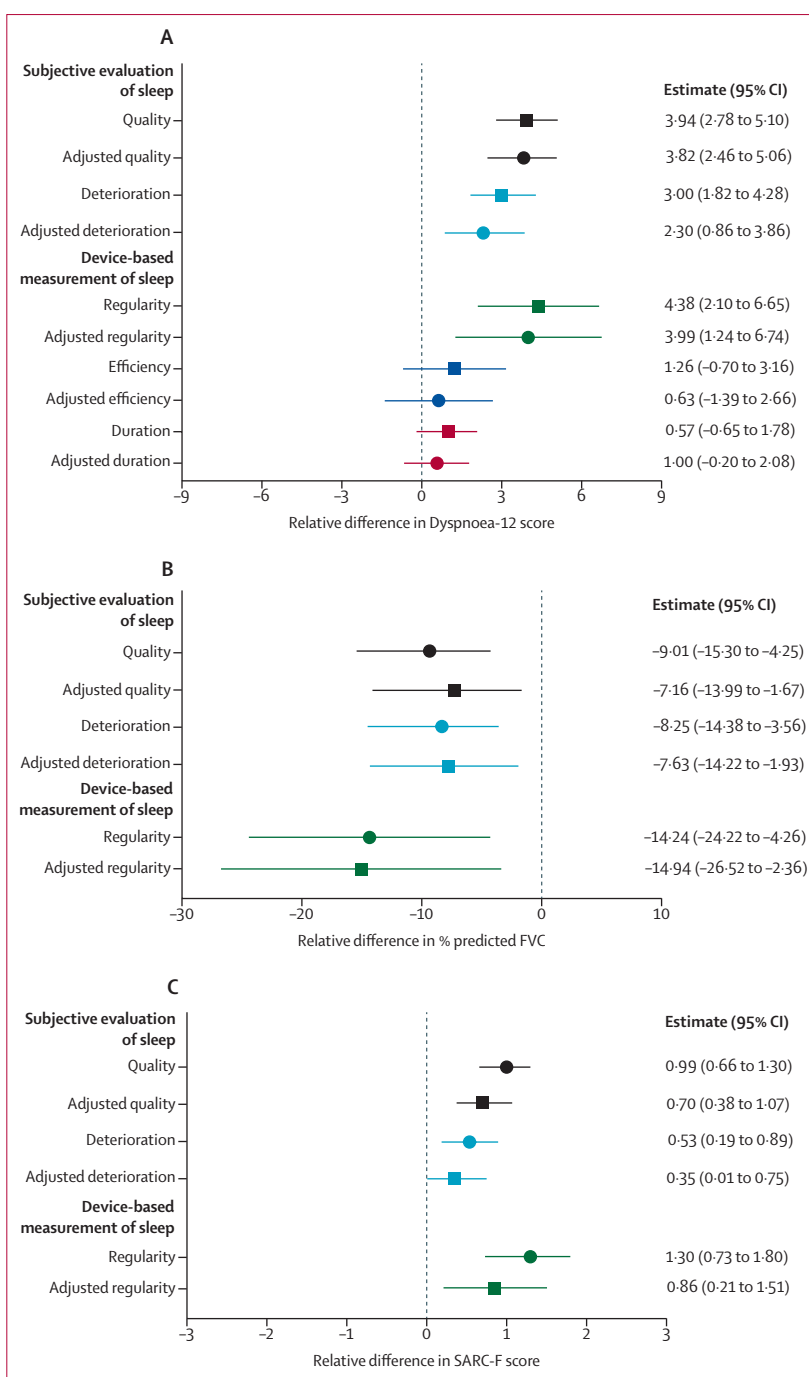 A
Subjective evaluation
of sleep
Estimate (95% CI)
Quality
3·94 (2·78 to 5·10)
Adjusted quality
3·82 (2·46 to 5·06)
Deterioration
3·00 (1·82 to 4·28)
Adjusted deterioration
2·30 (0·86 to 3·86)
Device-based
measurement of sleep
Regularity
4·38 (2·10 to 6·65)
Adjusted regularity
3·99 (1·24 to 6·74)
Efficiency
1·26 (–0·70 to 3·16)
Adjusted efficiency
0·63 (–1·39 to 2·66)
Duration
0·57 (–0·65 to 1·78)
Adjusted duration
1·00 (–0·20 to 2·08)
–9 –6 –3 0 3 6 9
Relative difference in Dyspnoea-12 score
B
Subjective evaluation
of sleep
Estimate (95% CI)
Quality
–9·01 (–15·30 to –4·25)
Adjusted quality
–7·16 (–13·99 to –1·67)
Deterioration
–8·25 (–14·38 to –3·56)
Adjusted deterioration
–7·63 (–14·22 to –1·93)
Device-based
measurement of sleep
Regularity
–14·24 (–24·22 to –4·26)
Adjusted regularity
–14·94 (–26·52 to –2·36)
–30 –20 –10 0 10
Relative difference in % predicted FVC
C
Subjective evaluation
of sleep
Estimate (95% CI)
Quality
0·99 (0·66 to 1·30)
Adjusted quality
0·70 (0·38 to 1·07)
Deterioration
0·53 (0·19 to 0·89)
Adjusted deterioration
0·35 (0·01 to 0·75)
Device-based
measurement of sleep
Regularity
1·30 (0·73 to 1·80)
Adjusted regularity
0·86 (0·21 to 1·51)
–3 –2 –1 0 1 2 3
Relative difference in SARC-F score